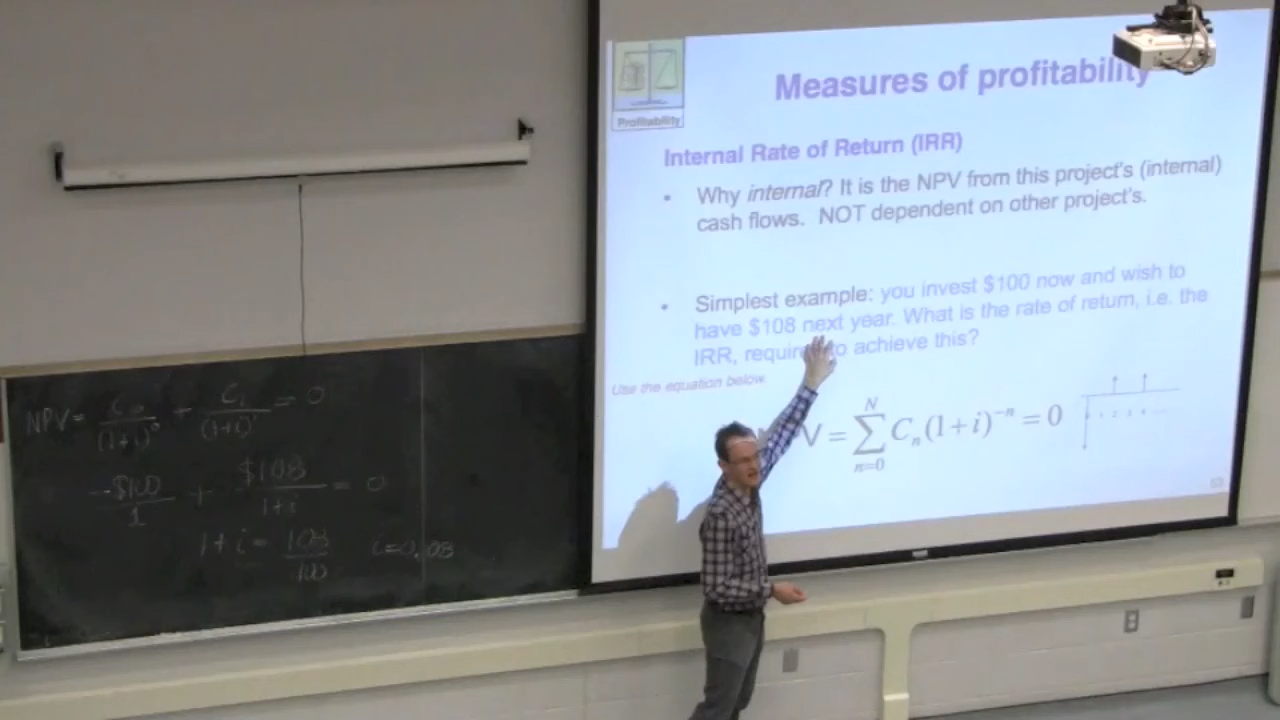 Measures of profitability
Profitability
Internal Rate of Return (IRR)
• Why internal? It is the NPV from this project's (internal)
cash flows. NOT dependent on other project's.
• Simplest example: you invest $100 now and wish to
have $108 next year. What is the rate of return, i.e. the
IRR, require to achieve this?
Use the equation below.
V = ∑ₙ₌₀ᴺ Cₙ(1+i)⁻ⁿ = 0
NPV = C₀/(1+i)⁰ + C₁/(1+i)¹ = 0
-$100/1 + $108/1+i = 0
1+i = 108/100 i=0.08